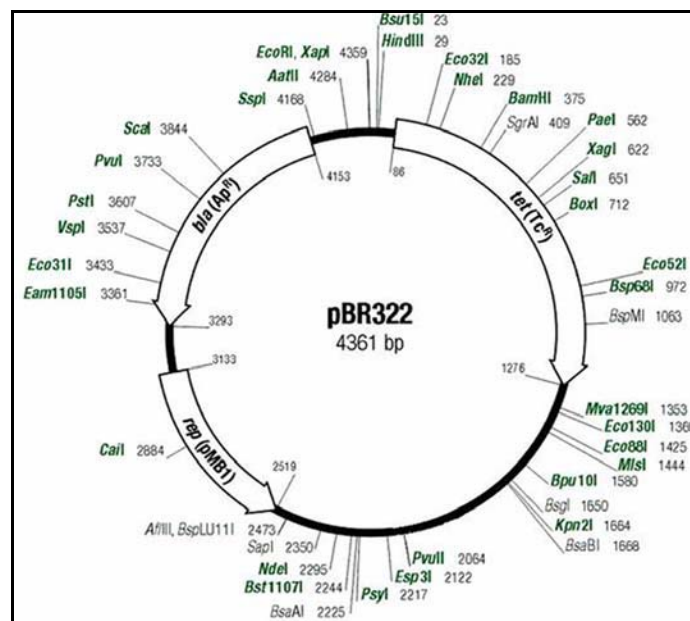 Bsu15I 23
HindIII 29
EcoRI, XapI 4359
AatII 4284
SspI 4168
Eco32I 185
NheI 229
BamHI 375
SgrAI 409
PaeI 562
XagI 622
SalI 651
BoxI 712
Eco52I
Bsp68I 972
BspMI 1063
Mva1269I 1353
Eco130I 136
Eco88I 1425
MlsI 1444
Bpu10I 1580
BsgI 1650
Kpn2I 1664
BsaBI 1668
PvuII 2064
Esp3I 2122
PsyI 2217
BsaAI 2225
Bst1107I 2244
NdeI 2295
SapI 2350
AflIII, BspLU11I 2473
CaiI 2884
Eam1105I 3361
Eco31I 3433
VspI 3537
PstI 3607
PvuI 3733
ScaI 3844
4153
86
bla (ApR)
tet (TcR)
3293
3133
rep (pMB1)
2519
1276
pBR322
4361 bp